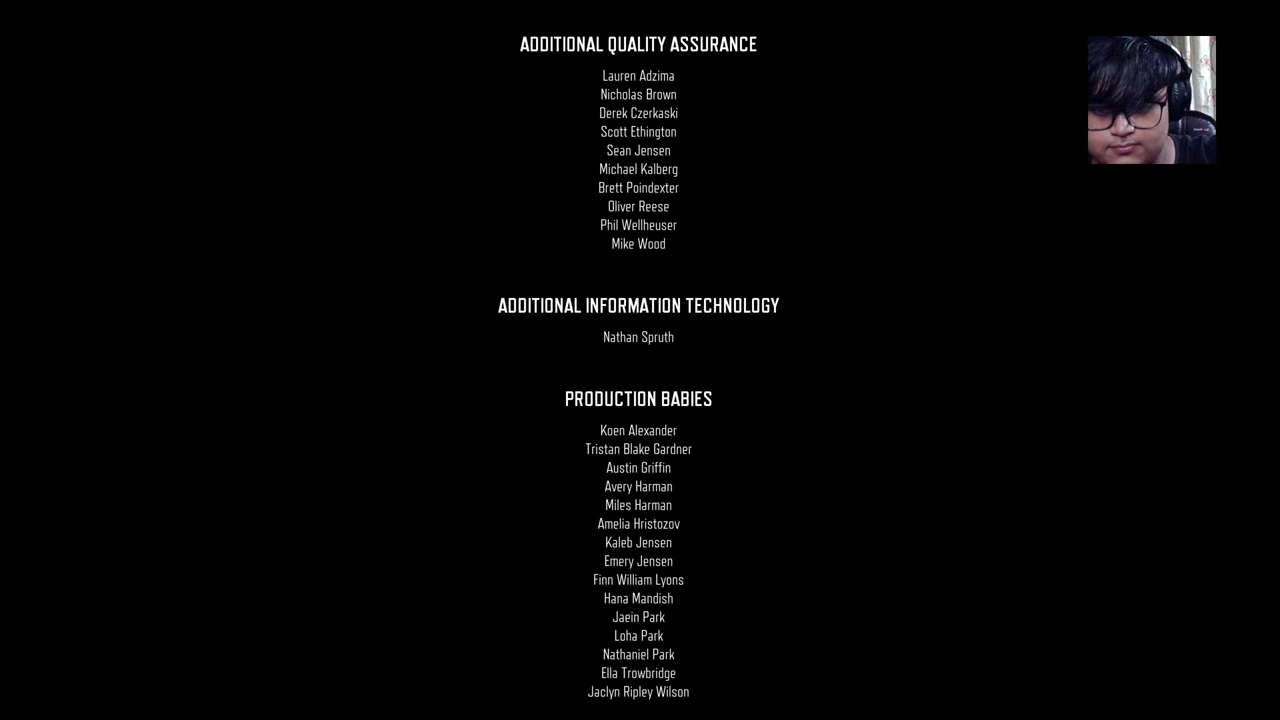 ADDITIONAL QUALITY ASSURANCE
Lauren Adzima
Nicholas Brown
Derek Czerkaski
Scott Ethington
Sean Jensen
Michael Kalberg
Brett Poindexter
Oliver Reese
Phil Wellheuser
Mike Wood
ADDITIONAL INFORMATION TECHNOLOGY
Nathan Spruth
PRODUCTION BABIES
Koen Alexander
Tristan Blake Gardner
Austin Griffin
Avery Harman
Miles Harman
Amelia Hristozov
Kaleb Jensen
Emery Jensen
Finn William Lyons
Hana Mandish
Jaein Park
Loha Park
Nathaniel Park
Ella Trowbridge
Jaclyn Ripley Wilson